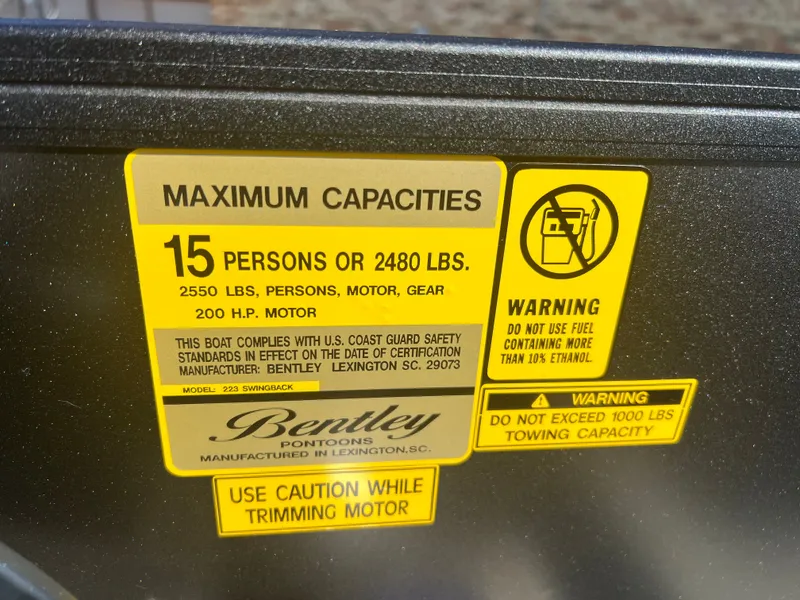 MAXIMUM CAPACITIES
15 PERSONS OR 2480 LBS.
2550 LBS, PERSONS, MOTOR, GEAR
200 H.P. MOTOR
THIS BOAT COMPLIES WITH U.S. COAST GUARD SAFETY
STANDARDS IN EFFECT ON THE DATE OF CERTIFICATION
MANUFACTURER: BENTLEY LEXINGTON SC. 29073
MODEL: 223 SWINGBACK
Bentley
PONTOONS
MANUFACTURED IN LEXINGTON,SC.
WARNING
DO NOT USE FUEL
CONTAINING MORE
THAN 10% ETHANOL.
WARNING
DO NOT EXCEED 1000 LBS
TOWING CAPACITY
USE CAUTION WHILE
TRIMMING MOTOR